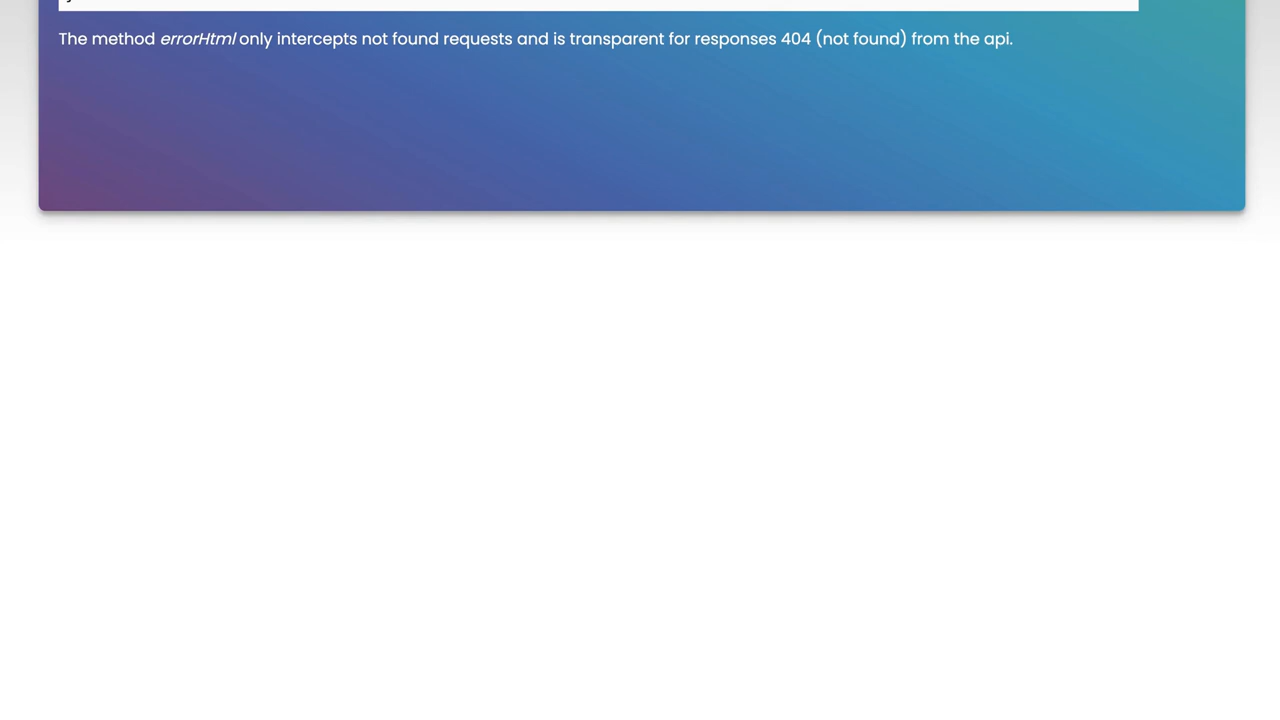 The method errorHtml only intercepts not found requests and is transparent for responses 404 (not found) from the api.